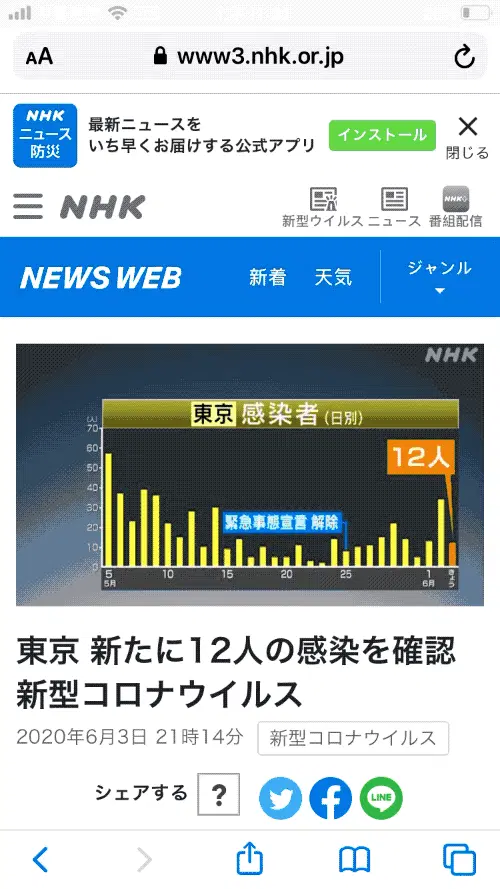 AA www3.nhk.or.jp
NHK
ニュース
防災
最新ニュースを
いち早くお届けする公式アプリ
インストール
閉じる
NHK
新型ウイルス ニュース 番組配信
NEWS WEB 新着 天気 ジャンル
NHK
東京 感染者 (日別)
(人)
70
60
50
40
30
20
10
0
12人
緊急事態宣言 解除
5 10 15 20 25 1 きょう
5月 6月
東京 新たに12人の感染を確認
新型コロナウイルス
2020年6月3日 21時14分 新型コロナウイルス
シェアする ? LINE